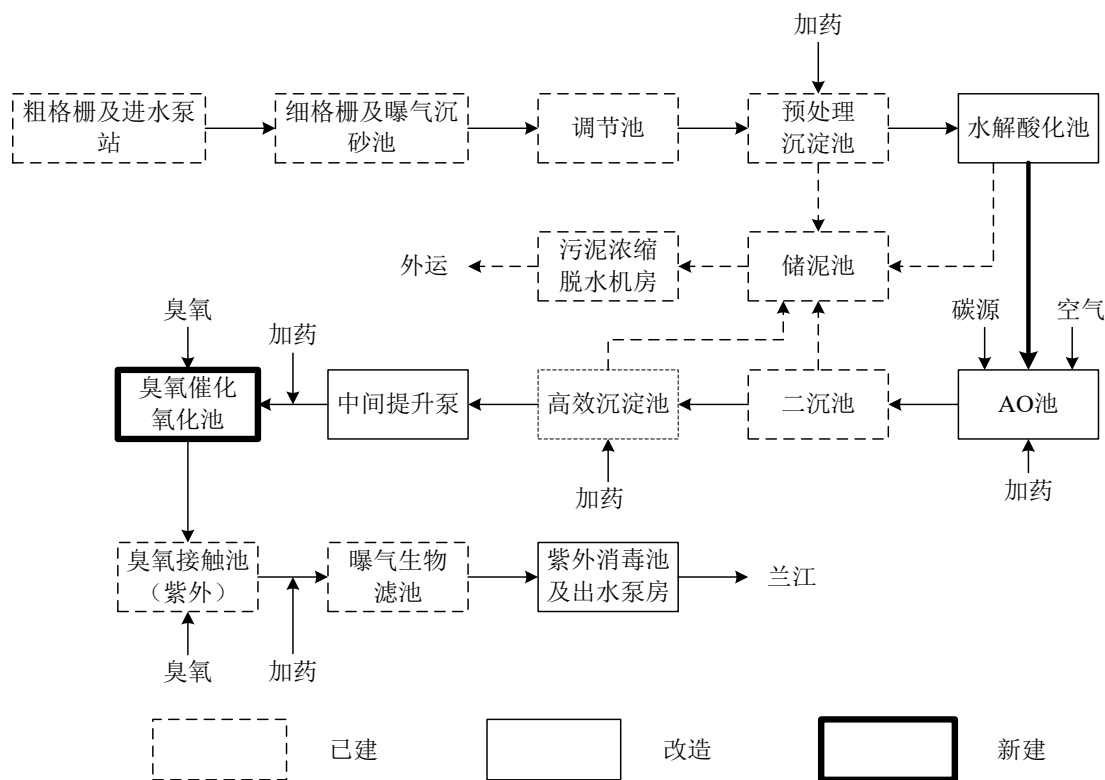 加药
粗格栅及进水泵
站
细格栅及曝气沉
砂池
调节池
预处理
沉淀池
水解酸化池
外运
污泥浓缩
脱水机房
储泥池
臭氧
加药
碳源
空气
臭氧催化
氧化池
中间提升泵
高效沉淀池
二沉池
AO池
加药
加药
臭氧接触池
（紫外）
曝气生物
滤池
紫外消毒池
及出水泵房
兰江
臭氧
加药
已建
改造
新建